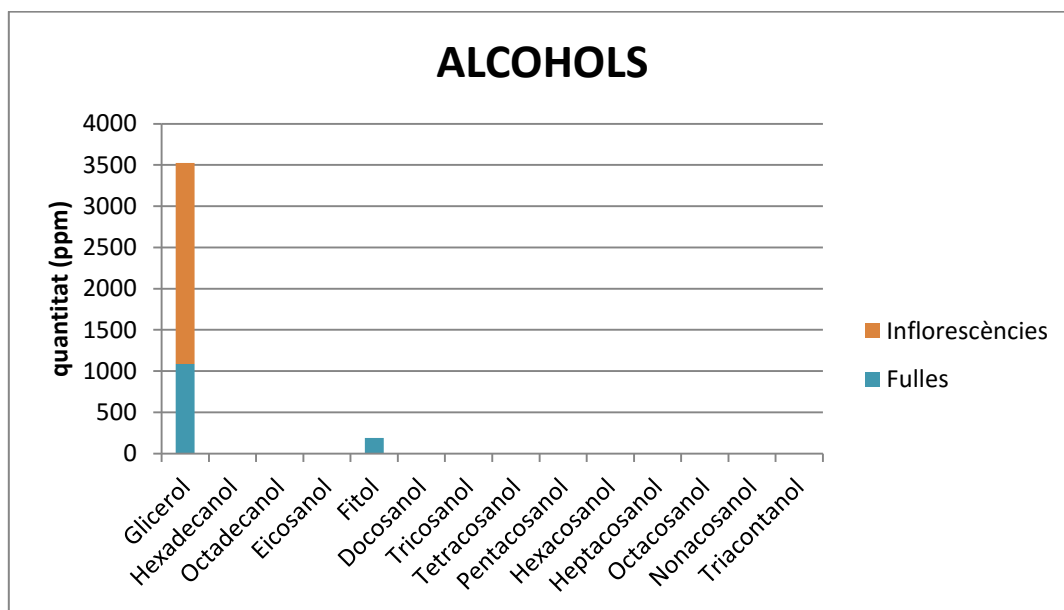 ALCOHOLS
4000
3500
3000
2500
2000
1500
1000
500
0
quantitat (ppm)
Glicerol
Hexadecanol
Octadecanol
Eicosanol
Fitol
Docosanol
Tricosanol
Tetracosanol
Pentacosanol
Hexacosanol
Heptacosanol
Octacosanol
Nonacosanol
Triacontanol
Inflorescències
Fulles